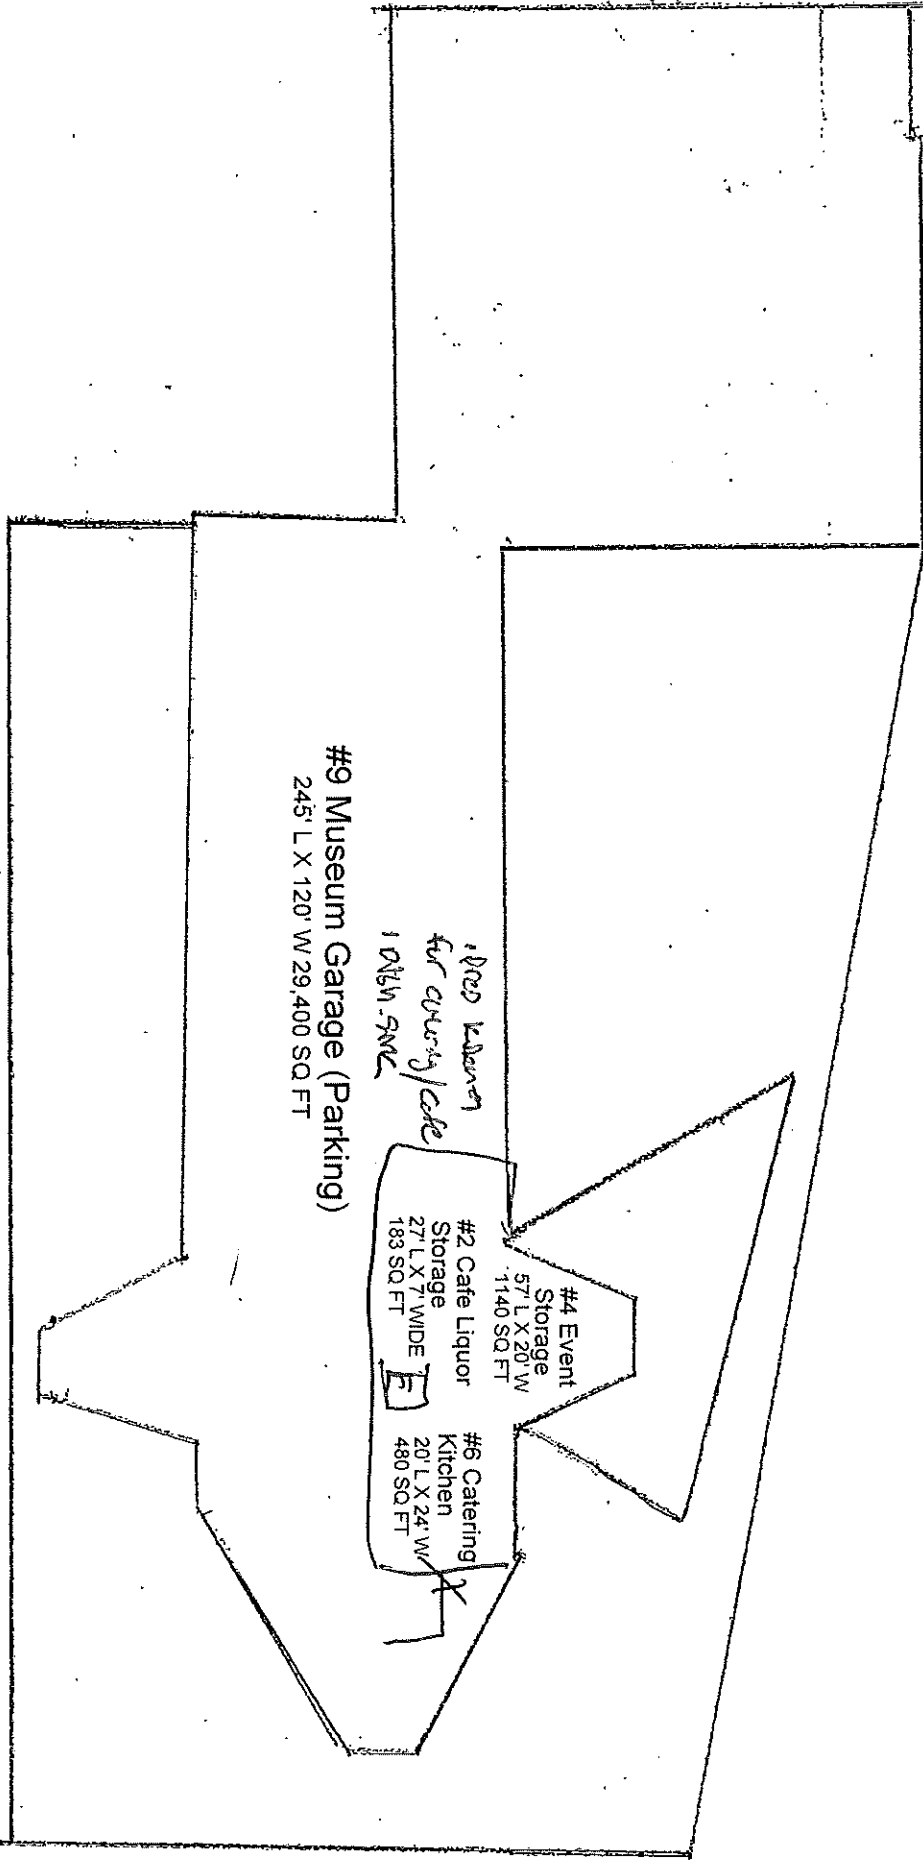 #4 Event
Storage
57' L X 20' W
1140 SQ FT
#2 Cafe Liquor
Storage
27' L X 7' WIDE
183 SQ FT
#6 Catering
Kitchen
20' L X 24' W
480 SQ FT
for
#9 Museum Garage (Parking)
245' L X 120' W 29,400 SQ FT